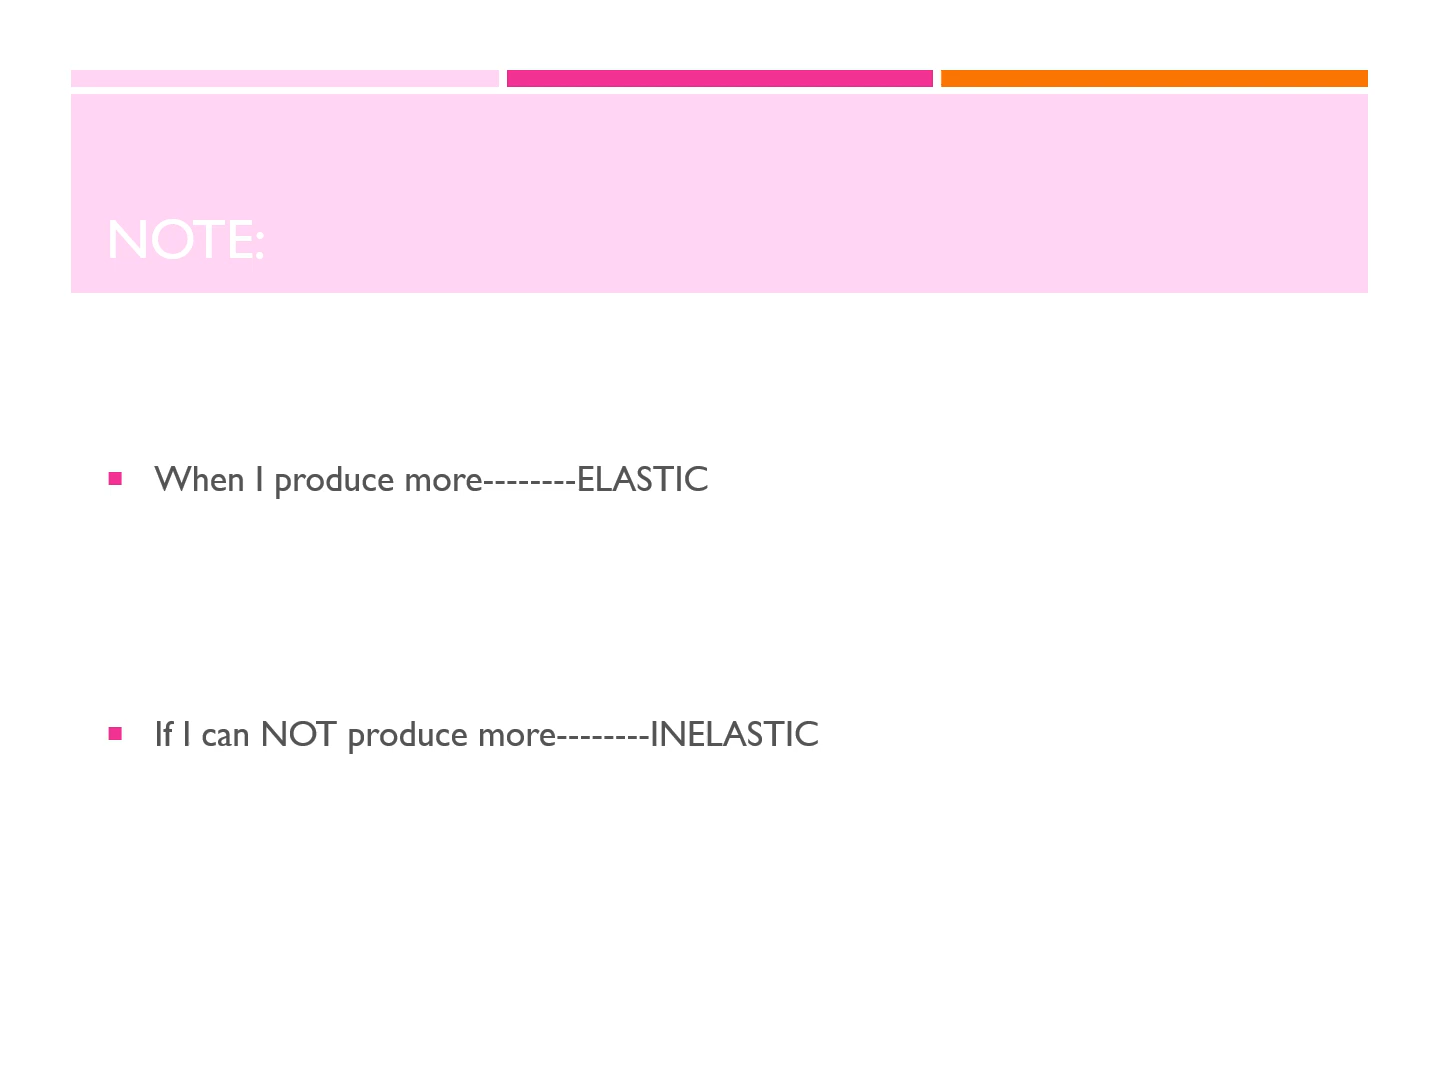 NOTE:
When I produce more--------ELASTIC
If I can NOT produce more--------INELASTIC